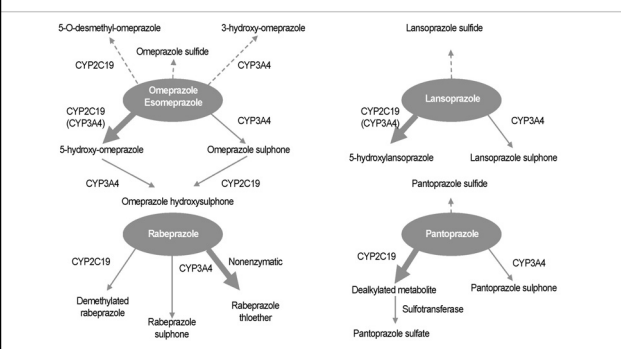 5-O-desmethyl-omeprazole
3-hydroxy-omeprazole
Omeprazole sulfide
CYP2C19
CYP3A4
Omeprazole
Esomeprazole
CYP2C19
(CYP3A4)
CYP3A4
5-hydroxy-omeprazole
Omeprazole sulphone
CYP3A4
CYP2C19
Omeprazole hydroxysulphone
Lansoprazole sulfide
Lansoprazole
CYP2C19
(CYP3A4)
CYP3A4
5-hydroxylansoprazole
Lansoprazole sulphone
Rabeprazole
CYP2C19
CYP3A4
Nonenzymatic
Demethylated
rabeprazole
Rabeprazole
sulphone
Rabeprazole
thloether
Pantoprazole sulfide
Pantoprazole
CYP2C19
CYP3A4
Dealkylated metabolite
Pantoprazole sulphone
Sulfotransferase
Pantoprazole sulfate